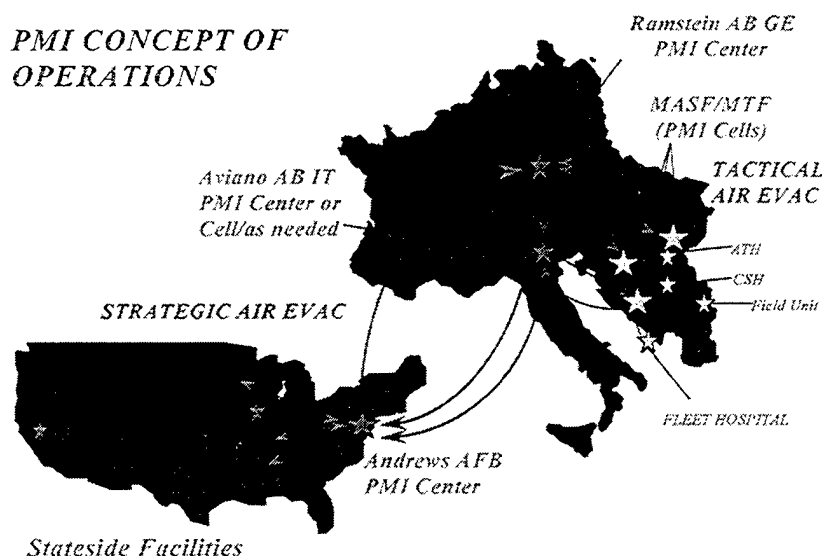 PMI CONCEPT OF
OPERATIONS
Ramstein AB GE
PMI Center
MASF/MTF
(PMI Cells)
TACTICAL
AIR EVAC
Aviano AB IT
PMI Center or
Cell/as needed
ATH
CSH
Field Unit
STRATEGIC AIR EVAC
FLEET HOSPITAL
Andrews AFB
PMI Center
Stateside Facilities